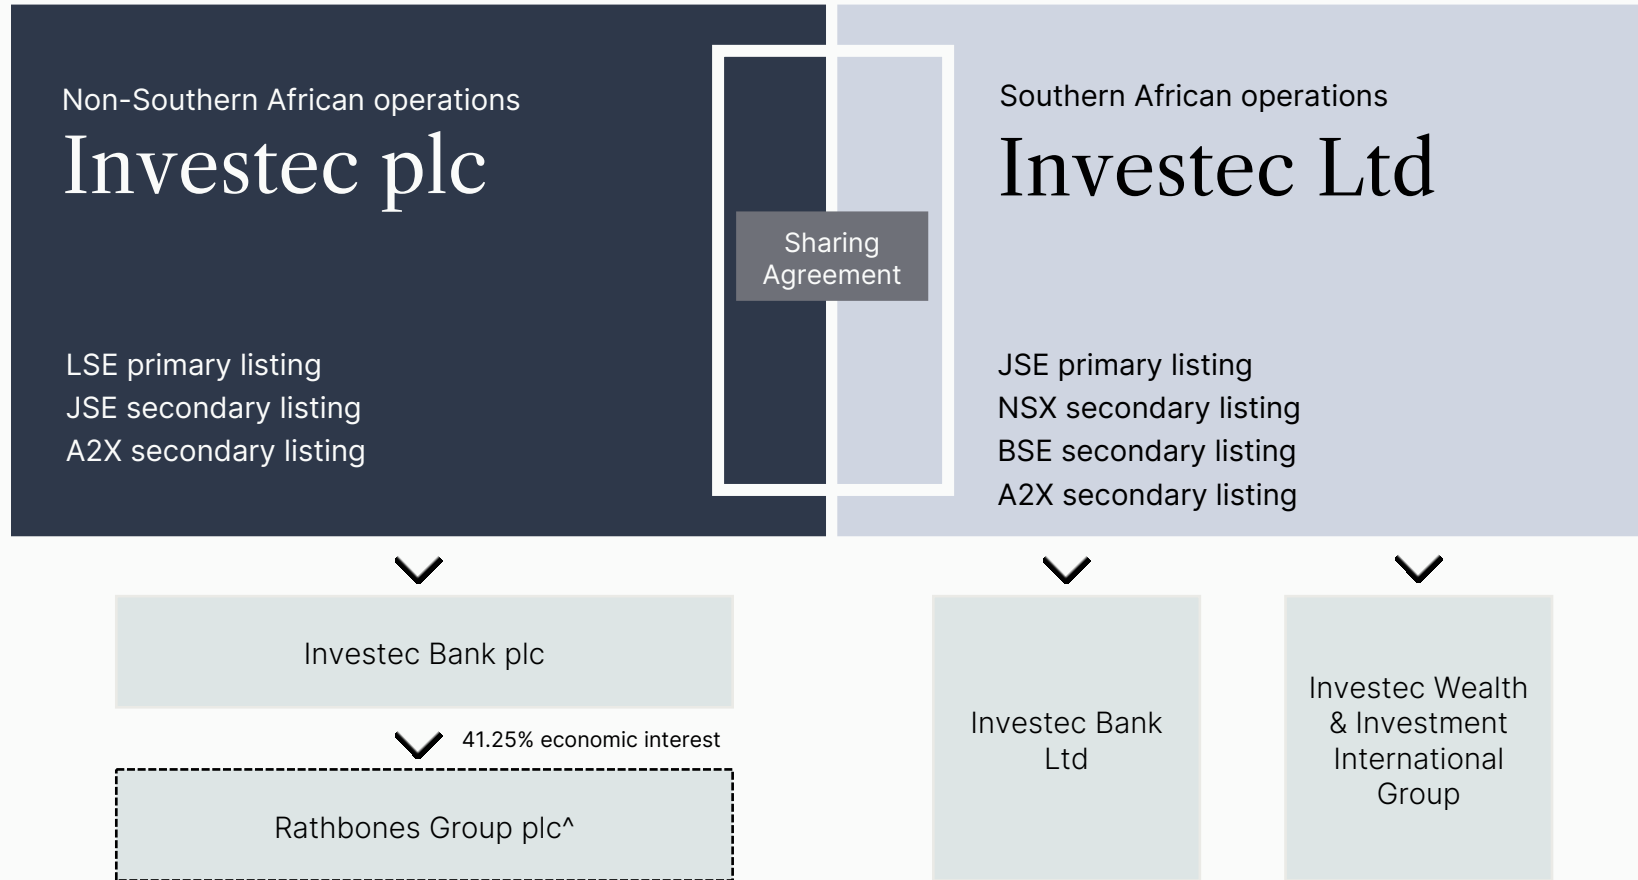 Non-Southern African operations
Investec plc
LSE primary listing
JSE secondary listing
A2X secondary listing
Sharing
Agreement
Southern African operations
Investec Ltd
JSE primary listing
NSX secondary listing
BSE secondary listing
A2X secondary listing
Investec Bank plc
41.25% economic interest
Rathbones Group plc^
Investec Bank
Ltd
Investec Wealth
& Investment
International
Group